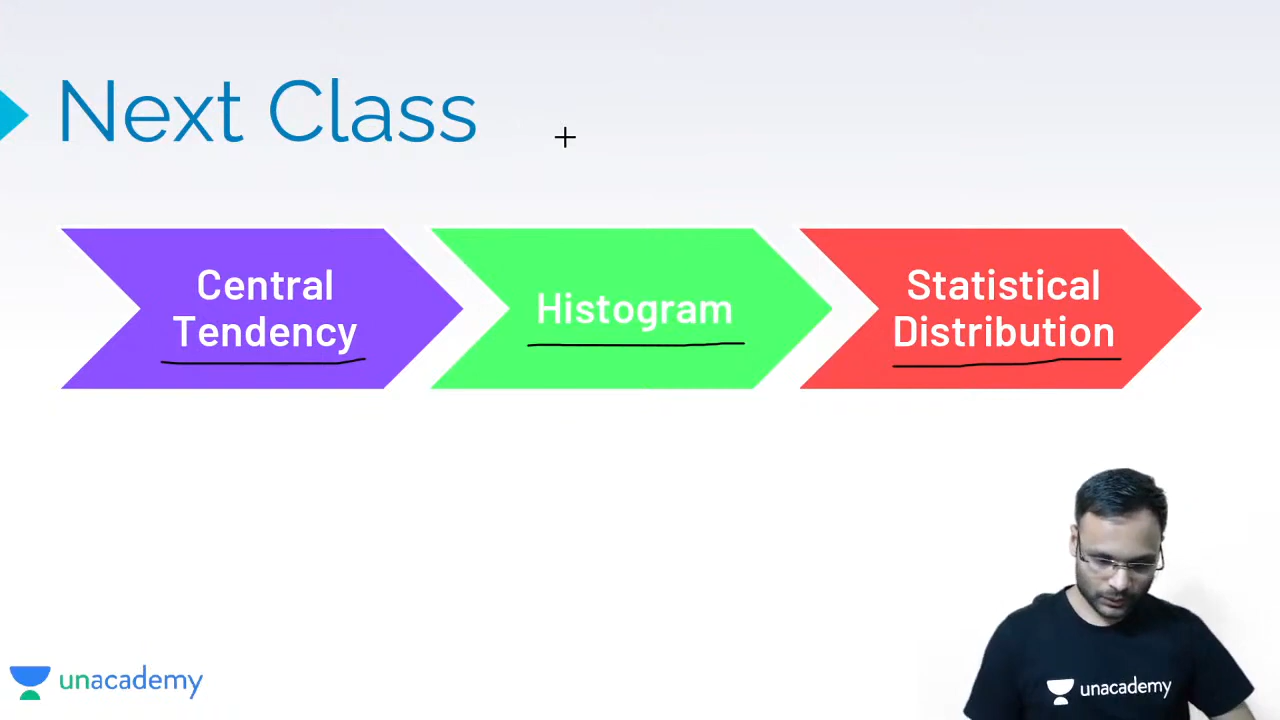 Next Class
Central
Tendency
Histogram
Statistical
Distribution
unacademy
unacademy